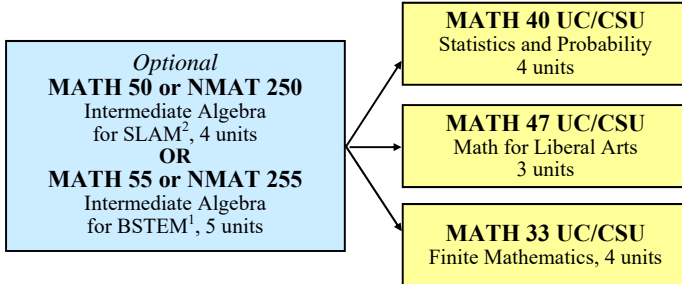 Optional
MATH 50 or NMAT 250
Intermediate Algebra
for SLAM², 4 units
OR
MATH 55 or NMAT 255
Intermediate Algebra
for BSTEM¹, 5 units
MATH 40 UC/CSU
Statistics and Probability
4 units
MATH 47 UC/CSU
Math for Liberal Arts
3 units
MATH 33 UC/CSU
Finite Mathematics, 4 units